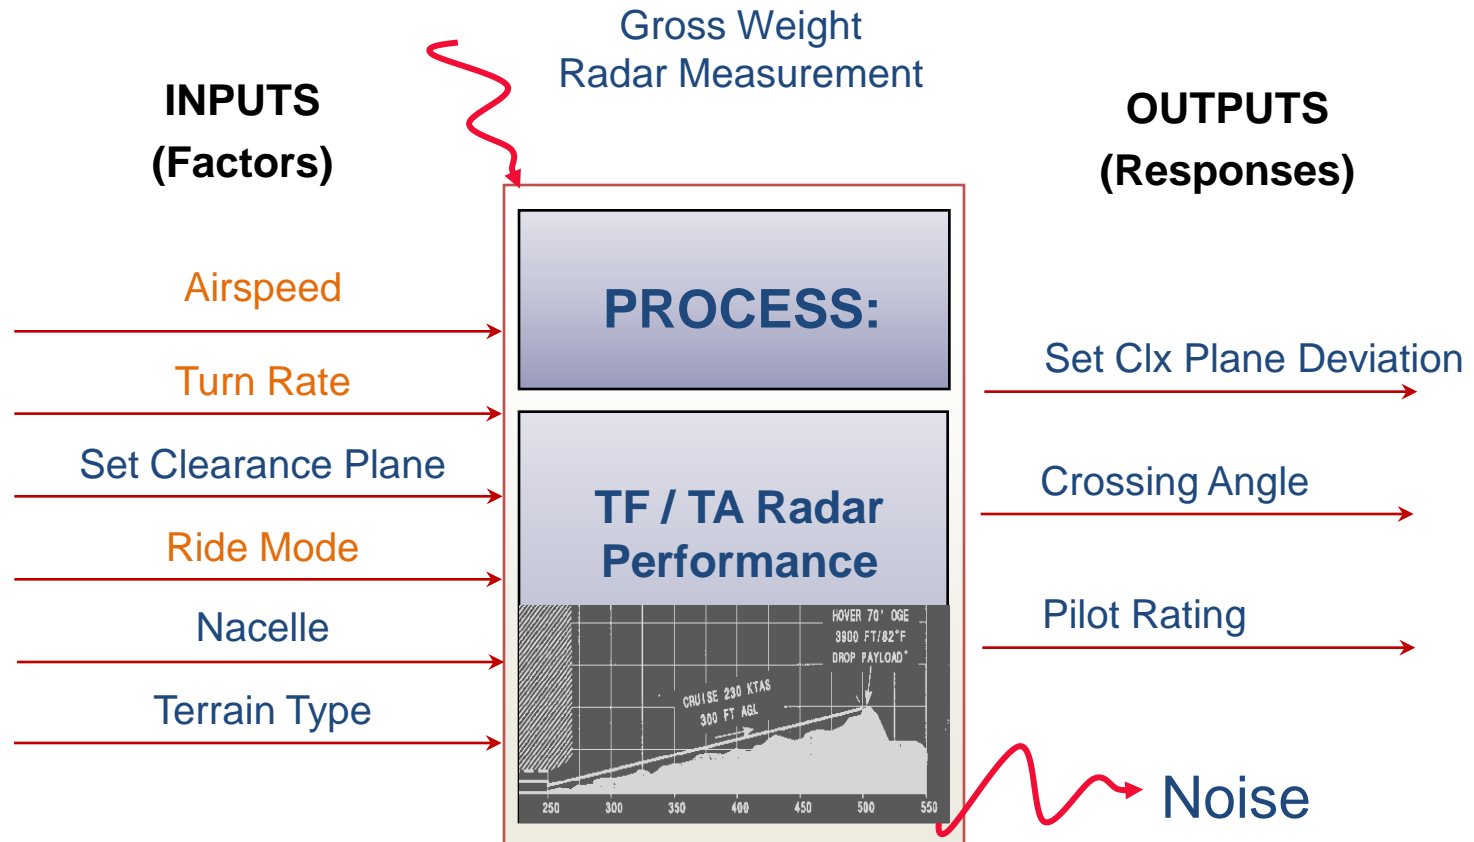 Gross Weight
Radar Measurement
INPUTS
(Factors)
OUTPUTS
(Responses)
Airspeed
Turn Rate
Set Clearance Plane
Ride Mode
Nacelle
Terrain Type
PROCESS:
TF / TA Radar
Performance
HOVER 70' OGE
3900 FT/82°F
DROP PAYLOAD"
CRUISE 230 KTAS
300 FT AGL
250 300 350 400 450 500 550
Set Clx Plane Deviation
Crossing Angle
Pilot Rating
Noise